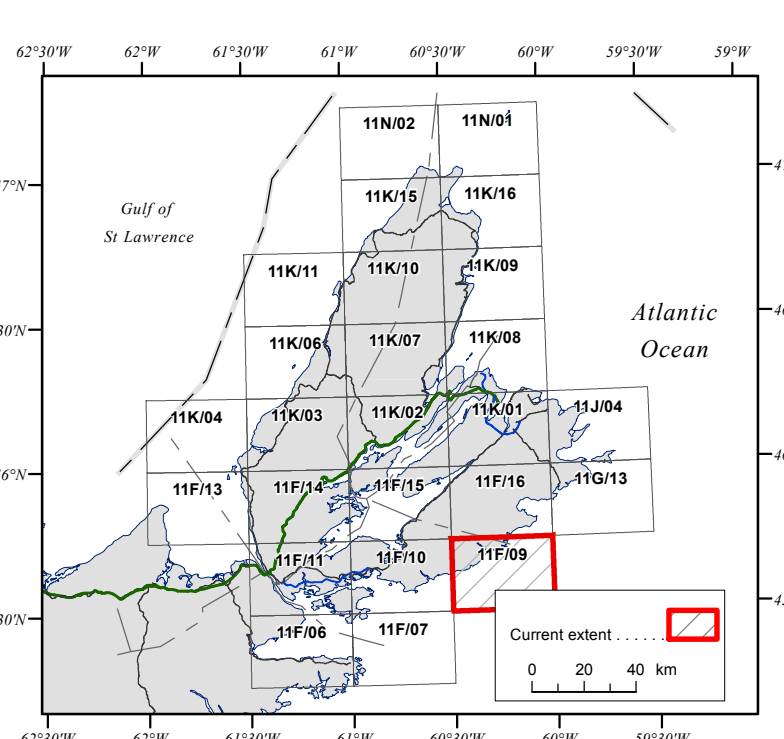 62°30'W 62°W 61°30'W 61°W 60°30'W 60°W 59°30'W 59°W
11N/02 11N/01
7°N
11K/15 11K/16
Gulf of
St Lawrence
11K/11 11K/10 11K/09
Atlantic
Ocean
30'N
11K/06 11K/07 11K/08
11K/04 11K/03 11K/02 11K/01 11J/04
6°N
11F/13 11F/14 11F/15 11F/16 11G/13
11F/11 11F/10 11F/09
30'N
11F/06 11F/07
Current extent . . . . . .
0 20 40 km
62°30'W 62°W 61°30'W 61°W 60°30'W 60°W 59°30'W